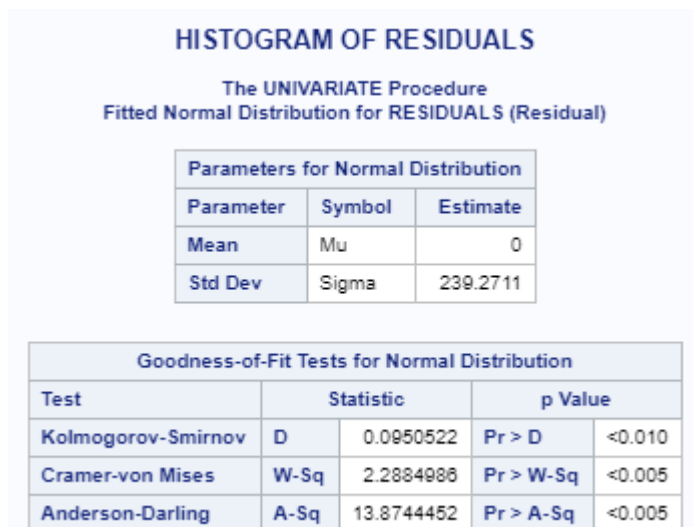 HISTOGRAM OF RESIDUALS
The UNIVARIATE Procedure
Fitted Normal Distribution for RESIDUALS (Residual)
Parameters for Normal Distribution
Parameter Symbol Estimate
Mean Mu 0
Std Dev Sigma 239.2711
Goodness-of-Fit Tests for Normal Distribution
Test Statistic p Value
Kolmogorov-Smirnov D 0.0950522 Pr > D <0.010
Cramer-von Mises W-Sq 2.2884986 Pr > W-Sq <0.005
Anderson-Darling A-Sq 13.8744452 Pr > A-Sq <0.005